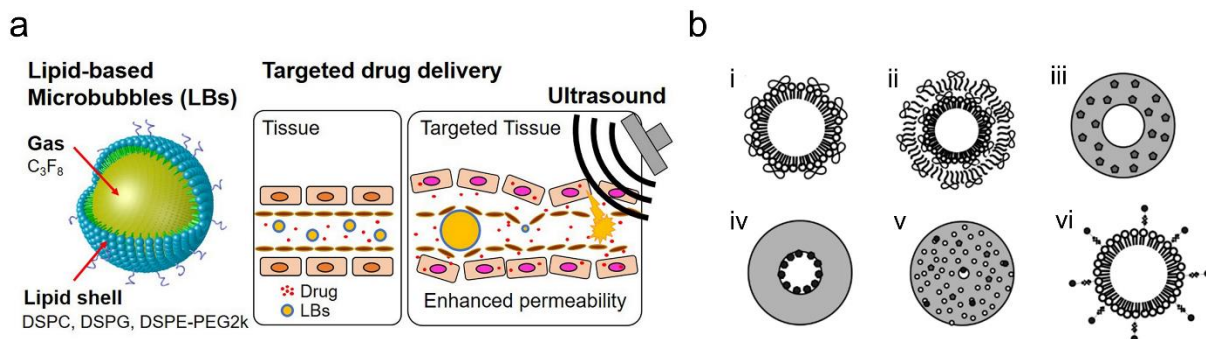 a
Lipid-based
Microbubbles (LBs)
Gas
C₃F₈
Lipid shell
DSPC, DSPG, DSPE-PEG2k
Targeted drug delivery
Ultrasound
Tissue
Drug
LBs
Targeted Tissue
Enhanced permeability
b
i
ii
iii
iv
v
vi